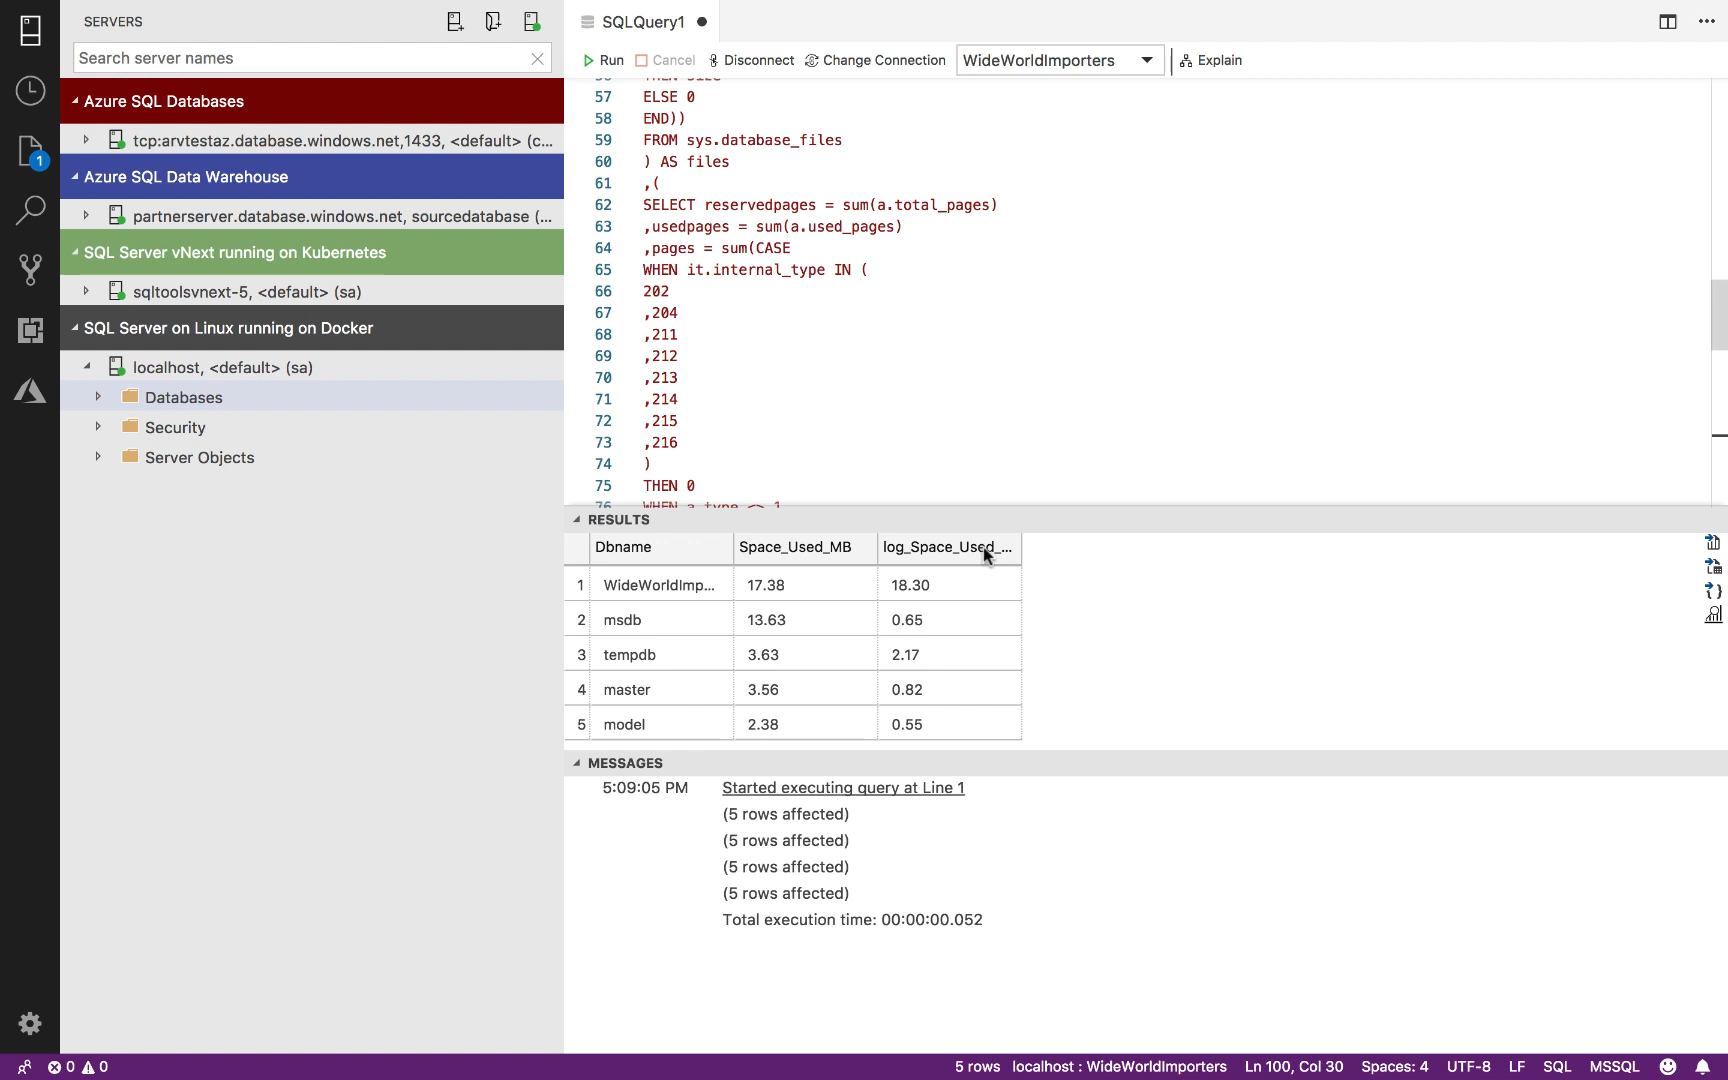 SERVERS
Search server names
Azure SQL Databases
tcp:arvtestaz.database.windows.net,1433, <default> (c...
Azure SQL Data Warehouse
partnerserver.database.windows.net, sourcedatabase (...
SQL Server vNext running on Kubernetes
sqltoolsvnext-5, <default> (sa)
SQL Server on Linux running on Docker
localhost, <default> (sa)
Databases
Security
Server Objects
1
SQLQuery1
Run Cancel Disconnect Change Connection WideWorldImporters Explain
57 ELSE 0
58 END))
59 FROM sys.database_files
60 ) AS files
61 ,(
62 SELECT reservedpages = sum(a.total_pages)
63 ,usedpages = sum(a.used_pages)
64 ,pages = sum(CASE
65 WHEN it.internal_type IN (
66 202
67 ,204
68 ,211
69 ,212
70 ,213
71 ,214
72 ,215
73 ,216
74 )
75 THEN 0
76 WHEN a.type <> 1
RESULTS
Dbname Space_Used_MB log_Space_Used_...
1 WideWorldImp... 17.38 18.30
2 msdb 13.63 0.65
3 tempdb 3.63 2.17
4 master 3.56 0.82
5 model 2.38 0.55
MESSAGES
5:09:05 PM Started executing query at Line 1
(5 rows affected)
(5 rows affected)
(5 rows affected)
(5 rows affected)
Total execution time: 00:00:00.052
0 0 5 rows localhost : WideWorldImporters Ln 100, Col 30 Spaces: 4 UTF-8 LF SQL MSSQL